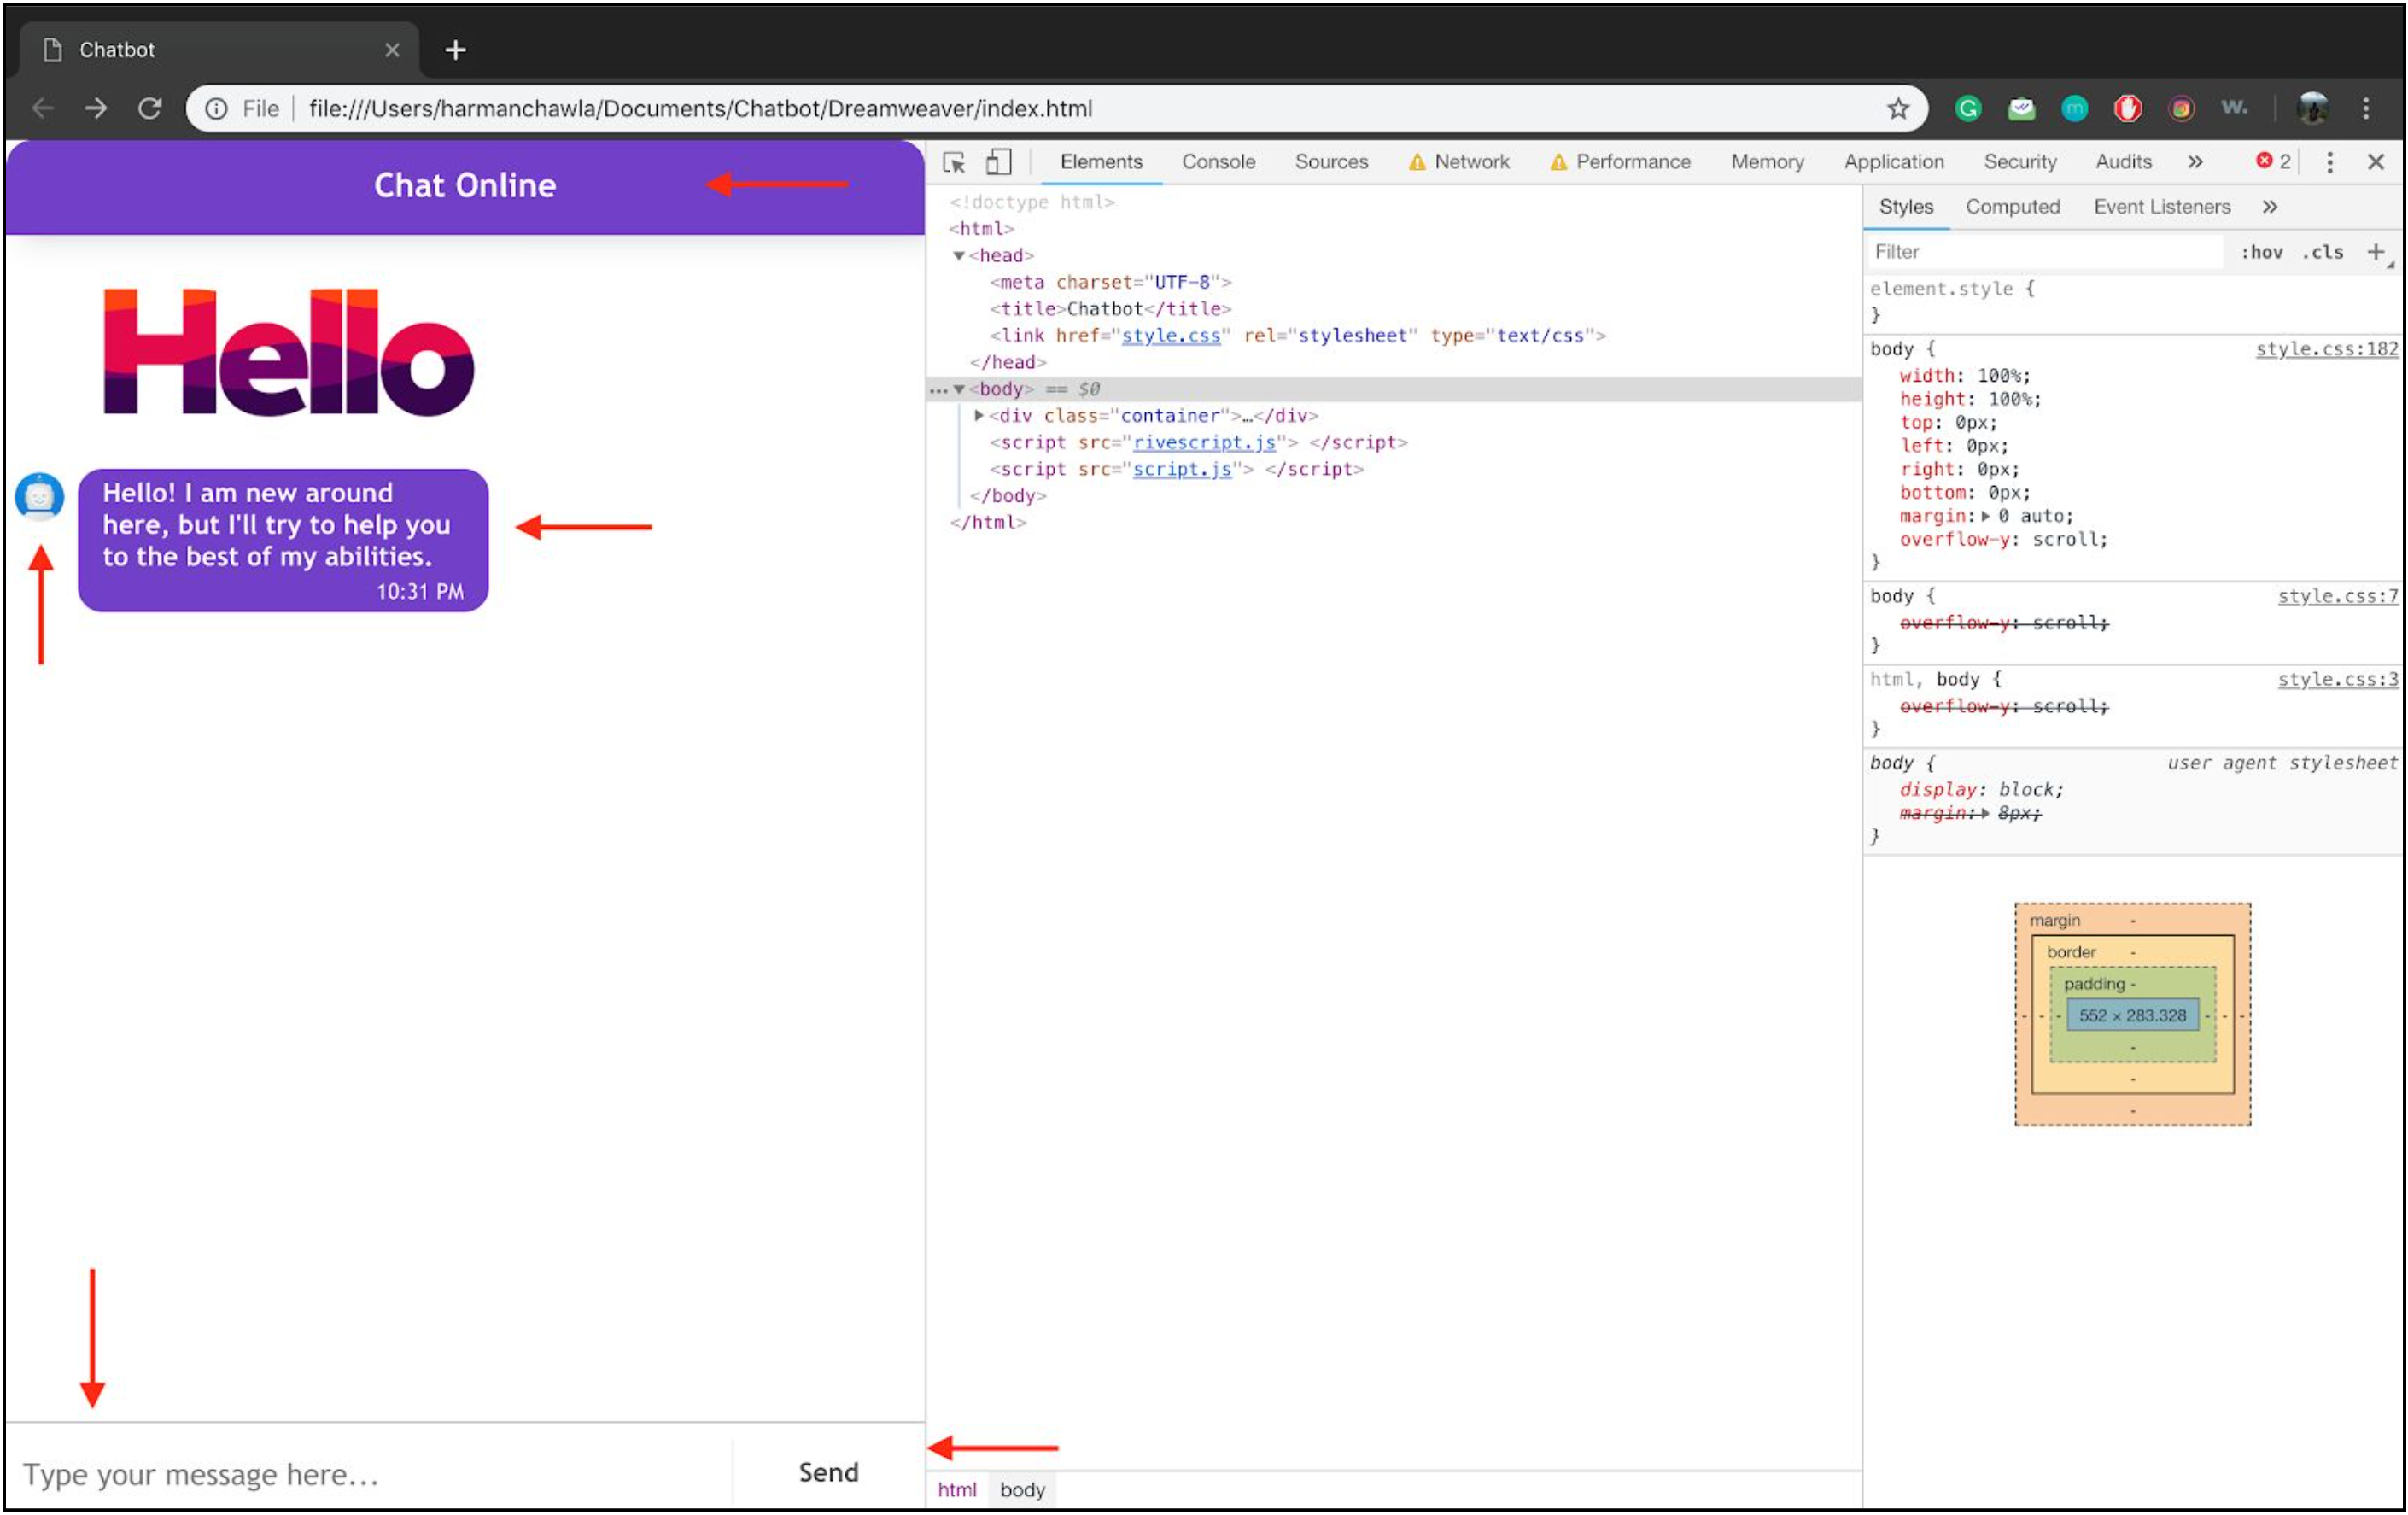 Chatbot
File
file:///Users/harmanchawla/Documents/Chatbot/Dreamweaver/index.html
w.
Chat Online
Hello
Hello! I am new around
here, but I'll try to help you
to the best of my abilities.
10:31 PM
Type your message here...
Send
Elements Console Sources Network Performance Memory Application Security Audits » 2
<!doctype html>
<html>
<head>
<meta charset="UTF-8">
<title>Chatbot</title>
<link href="style.css" rel="stylesheet" type="text/css">
</head>
... <body> == $0
<div class="container">…</div>
<script src="rivescript.js"> </script>
<script src="script.js"> </script>
</body>
</html>
html body
Styles Computed Event Listeners »
Filter :hov .cls +
element.style {
}
body { style.css:182
width: 100%;
height: 100%;
top: 0px;
left: 0px;
right: 0px;
bottom: 0px;
margin: 0 auto;
overflow-y: scroll;
}
body { style.css:7
overflow-y: scroll;
}
html, body { style.css:3
overflow-y: scroll;
}
body { user agent stylesheet
display: block;
margin: 8px;
}
margin -
border -
padding -
- - - 552 × 283.328 - - -
-
-
-